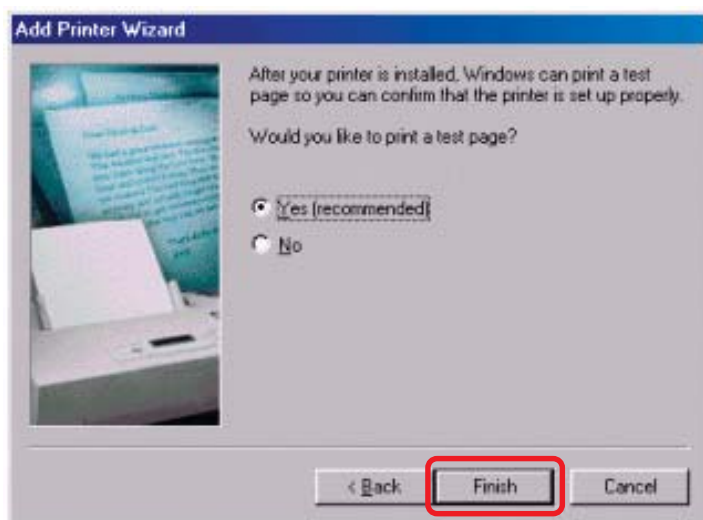 Add Printer Wizard
After your printer is installed, Windows can print a test
page so you can confirm that the printer is set up properly.
Would you like to print a test page?
Yes (recommended)
No
< Back
Finish
Cancel